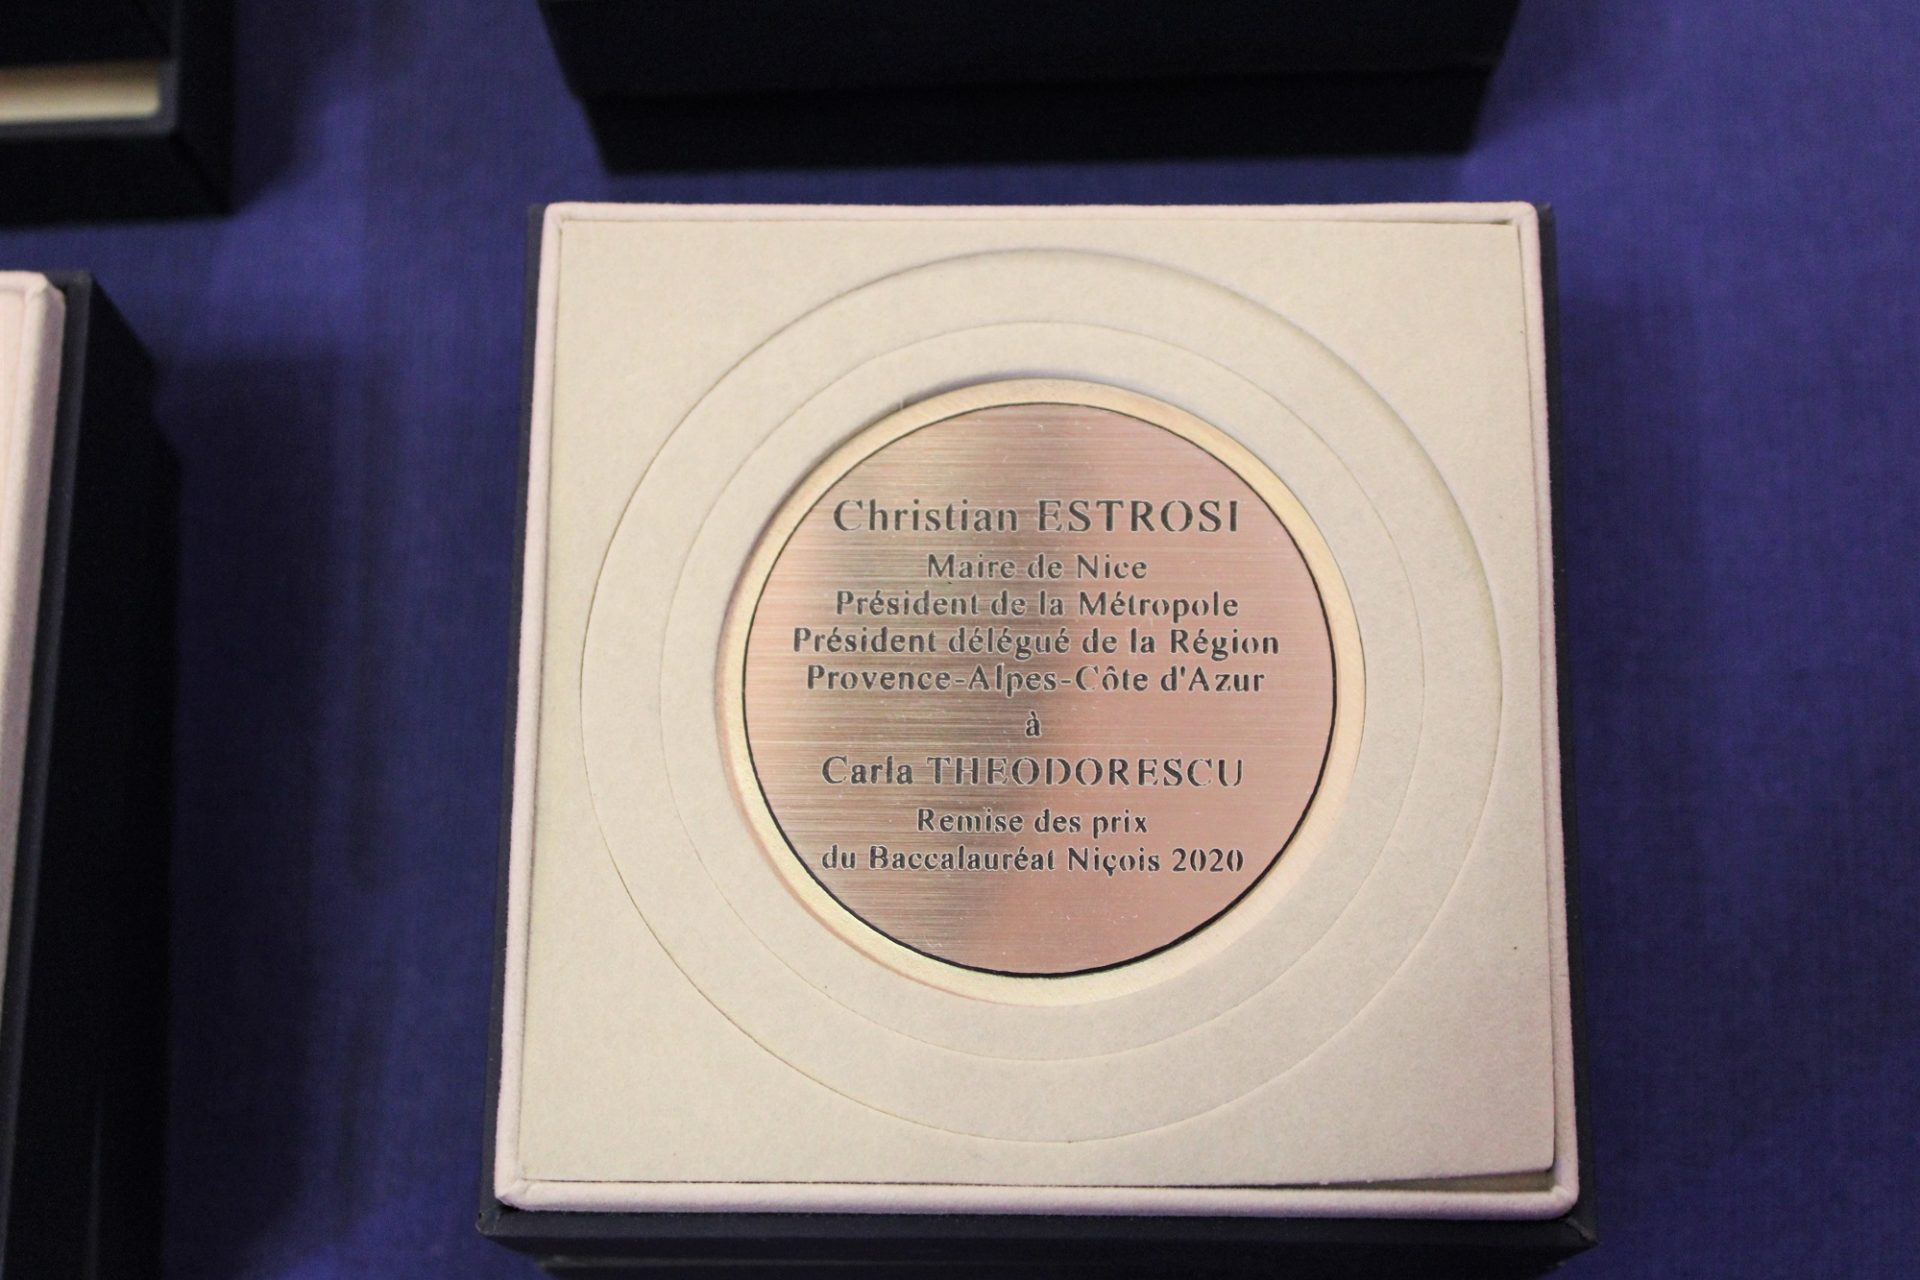 Christian ESTROSI
Maire de Nice
Président de la Métropole
Président délégué de la Région
Provence-Alpes-Côte d'Azur
à
Carla THEODORESCU
Remise des prix
du Baccalauréat Niçois 2020